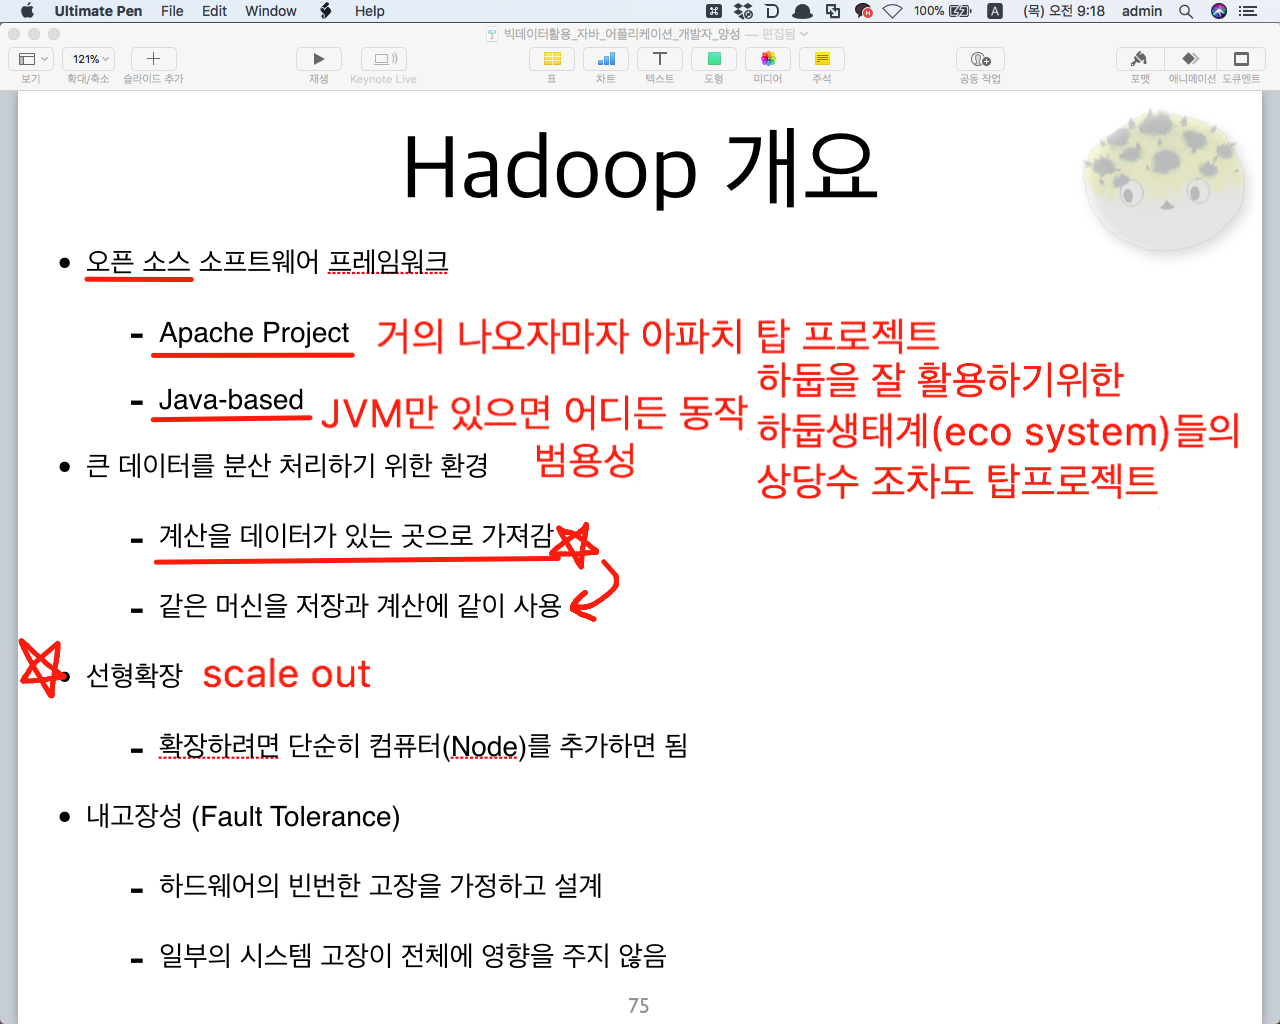 Ultimate Pen File Edit Window Help 100% A (목) 오전 9:18 admin
빅데이터활용_자바_어플리케이션_개발자_양성 — 편집됨
121%
보기 확대/축소 슬라이드 추가 재생 Keynote Live 표 차트 텍스트 도형 미디어 주석 공동 작업 포맷 애니메이션 도큐멘트
Hadoop 개요
• 오픈 소스 소프트웨어 프레임워크
- Apache Project 거의 나오자마자 아파치 탑 프로젝트
하둡을 잘 활용하기위한
- Java-based JVM만 있으면 어디든 동작
하둡생태계(eco system)들의
• 큰 데이터를 분산 처리하기 위한 환경 범용성
상당수 조차도 탑프로젝트
- 계산을 데이터가 있는 곳으로 가져감
- 같은 머신을 저장과 계산에 같이 사용
• 선형확장 scale out
- 확장하려면 단순히 컴퓨터(Node)를 추가하면 됨
• 내고장성 (Fault Tolerance)
- 하드웨어의 빈번한 고장을 가정하고 설계
- 일부의 시스템 고장이 전체에 영향을 주지 않음
75